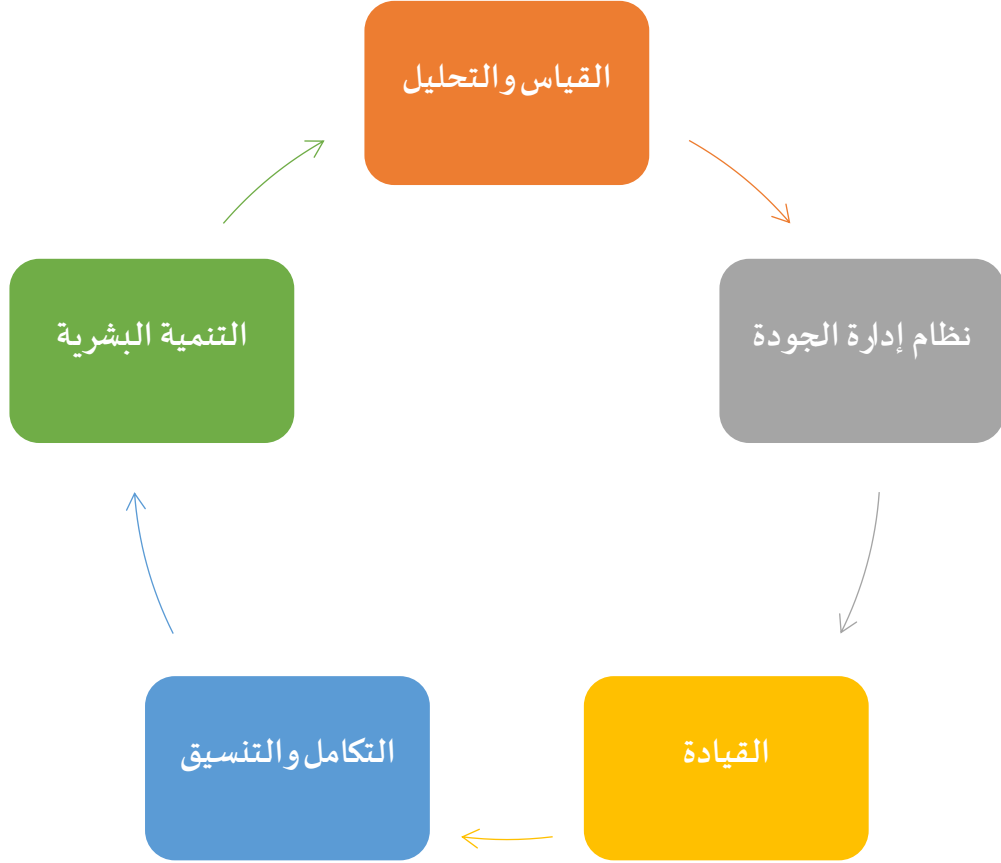 القياس والتحليل
نظام إدارة الجودة
القيادة
التكامل والتنسيق
التنمية البشرية